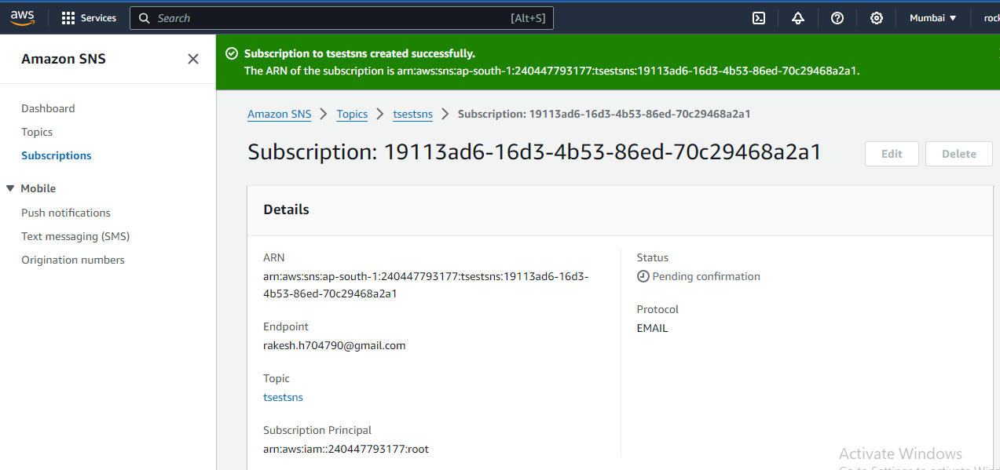 aws
Services
Search
[Alt+S]
Mumbai
Amazon SNS
Subscription to tsestsns created successfully.
The ARN of the subscription is arn:aws:sns:ap-south-1:240447793177:tsestsns:19113ad6-16d3-4b53-86ed-70c29468a2a1.
Dashboard
Topics
Subscriptions
Mobile
Push notifications
Text messaging (SMS)
Origination numbers
Amazon SNS > Topics > tsestsns > Subscription: 19113ad6-16d3-4b53-86ed-70c29468a2a1
Subscription: 19113ad6-16d3-4b53-86ed-70c29468a2a1
Edit
Delete
Details
ARN
arn:aws:sns:ap-south-1:240447793177:tsestsns:19113ad6-16d3-
4b53-86ed-70c29468a2a1
Endpoint
rakesh.h704790@gmail.com
Topic
tsestsns
Subscription Principal
arn:aws:iam::240447793177:root
Status
Pending confirmation
Protocol
EMAIL
Activate Windows